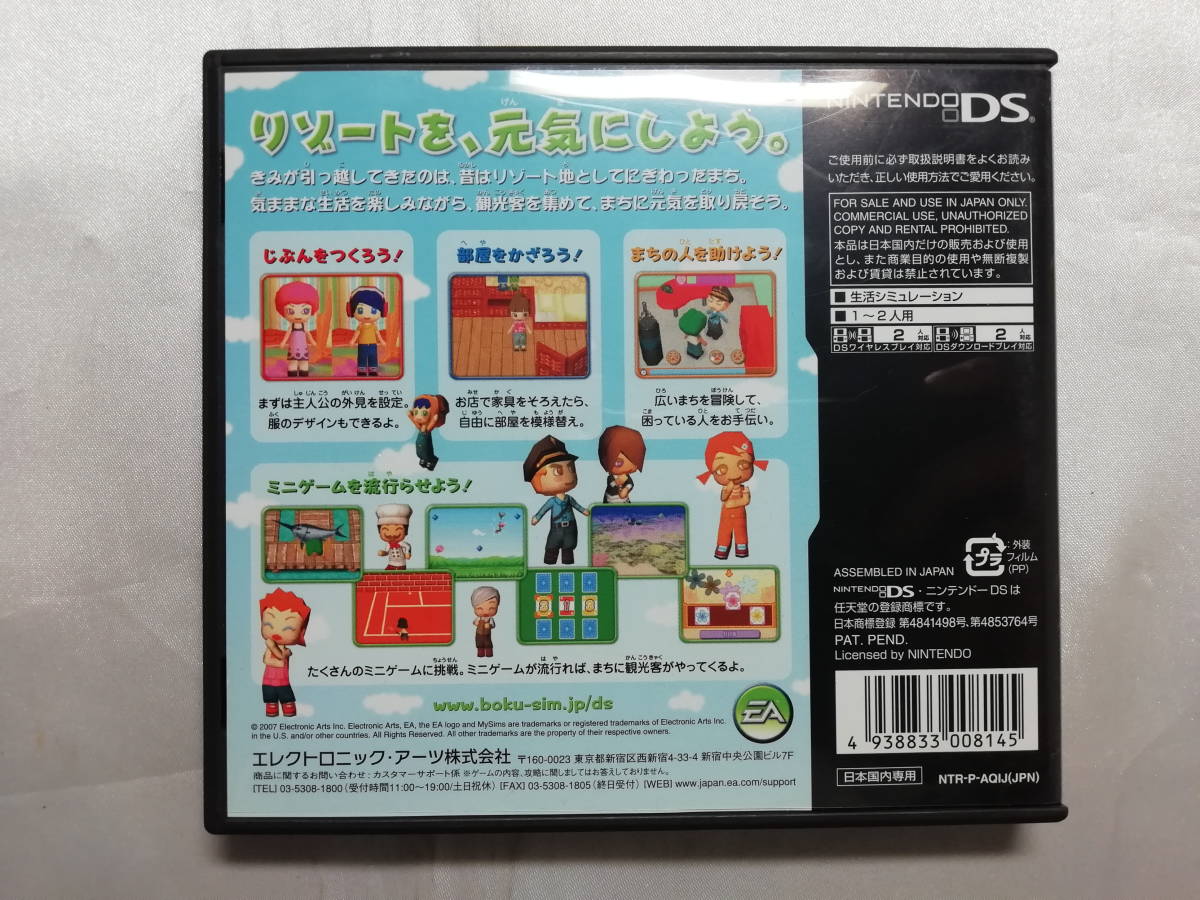 リゾートを、元気にしよう。
きみが引っ越してきたのは、昔はリゾート地としてにぎわったまち。
気ままな生活を楽しみながら、観光客を集めて、まちに元気を取り戻そう。
じぶんをつくろう!
まずは主人公の外見を設定。
服のデザインもできるよ。
部屋をかざろう!
お店で家具をそろえたら、
自由に部屋を模様替え。
まちの人を助けよう!
広いまちを冒険して、
困っている人をお手伝い。
ミニゲームを流行らせよう!
たくさんのミニゲームに挑戦。ミニゲームが流行れば、まちに観光客がやってくるよ。
www.boku-sim.jp/ds
EA
© 2007 Electronic Arts Inc. Electronic Arts, EA, the EA logo and MySims are trademarks or registered trademarks of Electronic Arts Inc.
in the U.S. and/or other countries. All Rights Reserved. All other trademarks are the property of their respective owners.
エレクトロニック・アーツ株式会社 〒160-0023 東京都新宿区西新宿4-33-4 新宿中央公園ビル7F
商品に関するお問い合わせ:カスタマーサポート係 ※ゲームの内容、攻略に関しましてはお答えしておりません。
[TEL] 03-5308-1800 (受付時間11:00~19:00/土日祝休) [FAX] 03-5308-1805 (終日受付) [WEB] www.japan.ea.com/support
NINTENDO DS
ご使用前に必ず取扱説明書をよくお読み
いただき、正しい使用方法でご愛用ください。
FOR SALE AND USE IN JAPAN ONLY.
COMMERCIAL USE, UNAUTHORIZED
COPY AND RENTAL PROHIBITED.
本品は日本国内だけの販売および使用
とし、また商業目的の使用や無断複製
および賃貸は禁止されています。
■ 生活シミュレーション
■ 1~2人用
2人 DSワイヤレスプレイ対応
2人 DSダウンロードプレイ対応
プラ
:外装
フィルム
(PP)
ASSEMBLED IN JAPAN
NINTENDO DS・ニンテンドーDSは
任天堂の登録商標です。
日本商標登録 第4841498号、第4853764号
PAT. PEND.
Licensed by NINTENDO
4 938833 008145
日本国内専用
NTR-P-AQIJ(JPN)